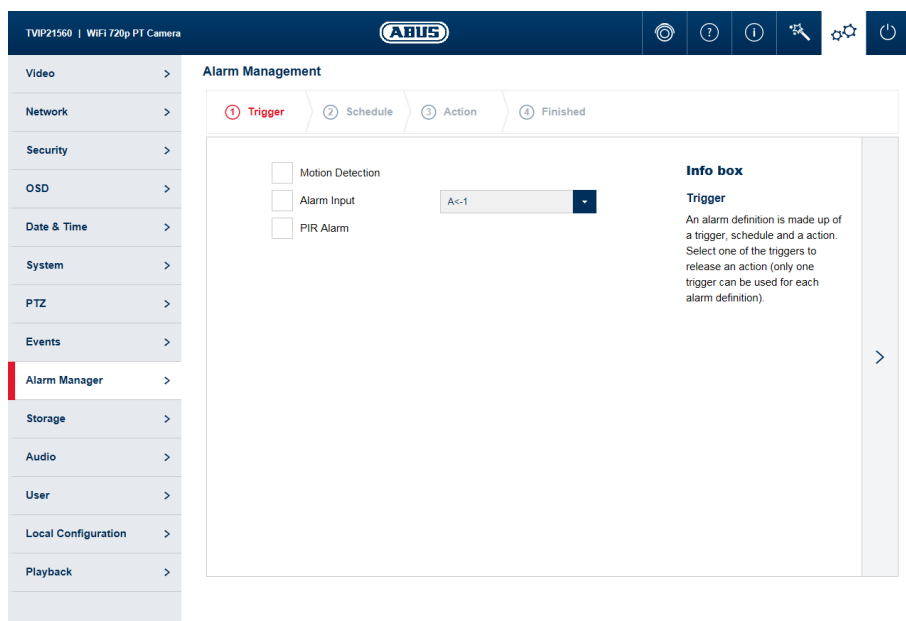 TVIP21560 | WiFi 720p PT Camera
ABUS
?
i
Video
Network
Security
OSD
Date & Time
System
PTZ
Events
Alarm Manager
Storage
Audio
User
Local Configuration
Playback
Alarm Management
1 Trigger
2 Schedule
3 Action
4 Finished
Motion Detection
Alarm Input
A<-1
PIR Alarm
Info box
Trigger
An alarm definition is made up of
a trigger, schedule and a action.
Select one of the triggers to
release an action (only one
trigger can be used for each
alarm definition).